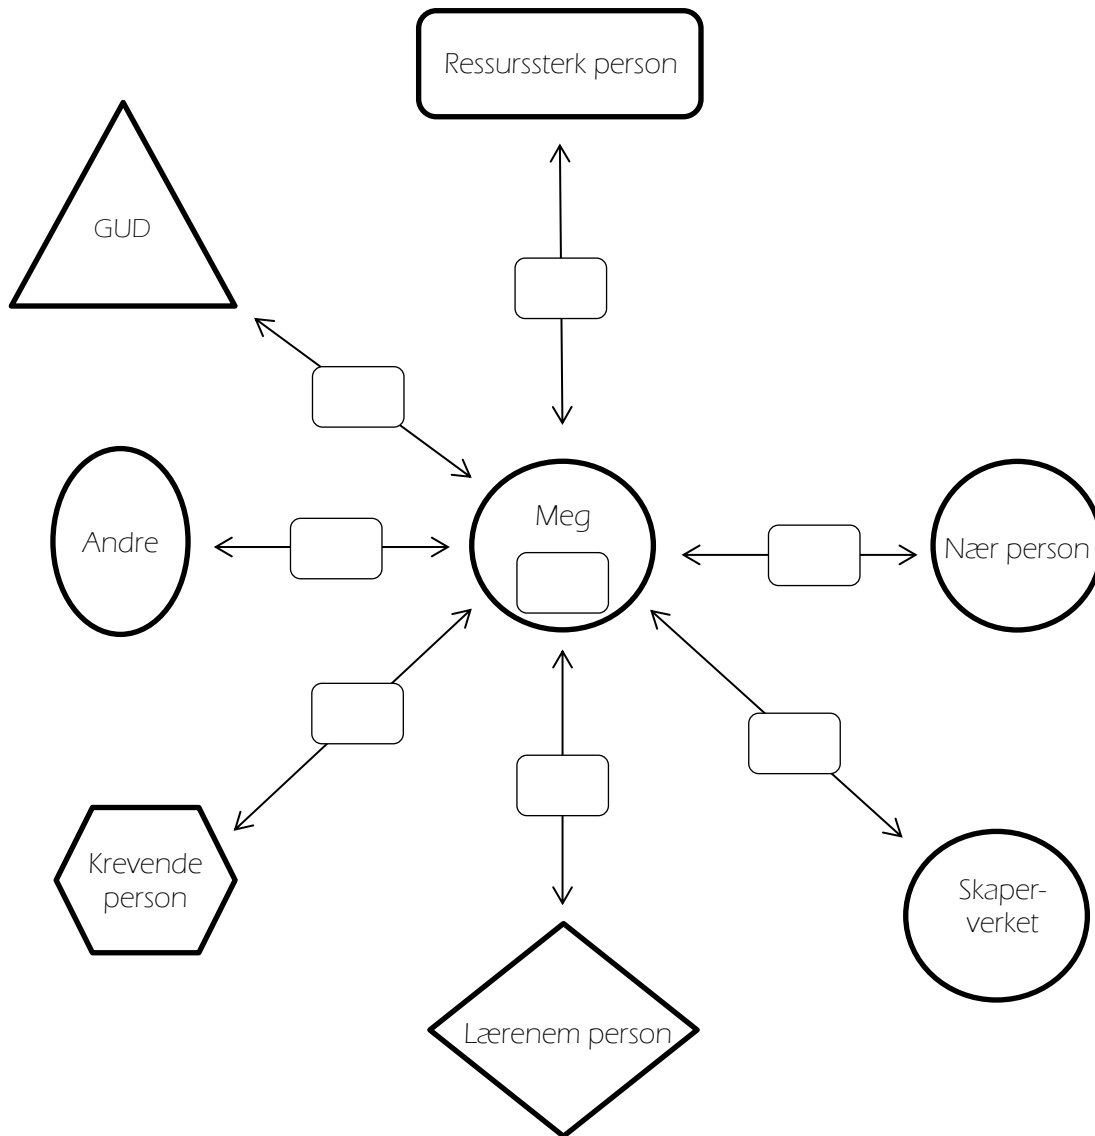 Ressurssterk person
GUD
Meg
Andre
Nær person
Krevende
person
Skaper-
verket
Lærenem person